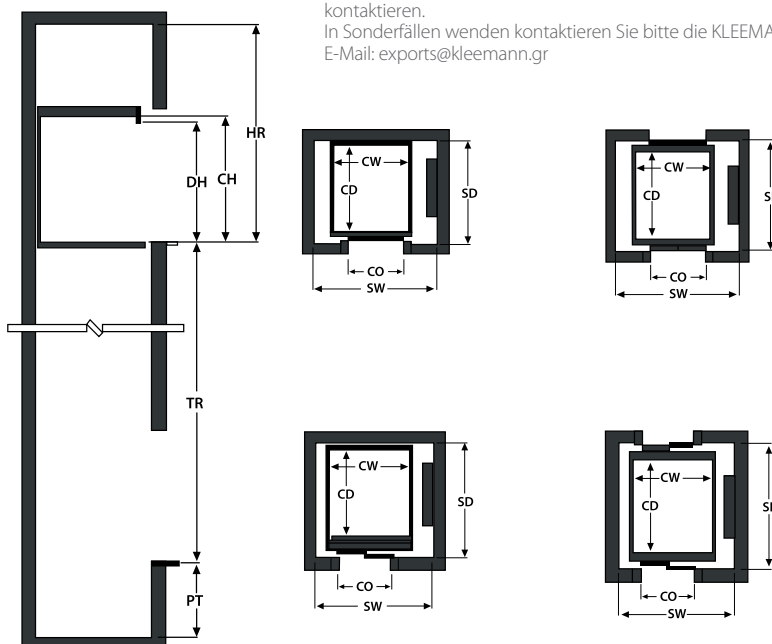 kontaktieren.
In Sonderfällen wenden kontaktieren Sie bitte die KLEEMA
E-Mail: exports@kleemann.gr
HR
CH
DH
TR
PT
CW
CD
SD
CO
SW
CW
CD
S
CO
SW
CW
CD
SD
CO
SW
CW
CD
CO
SW